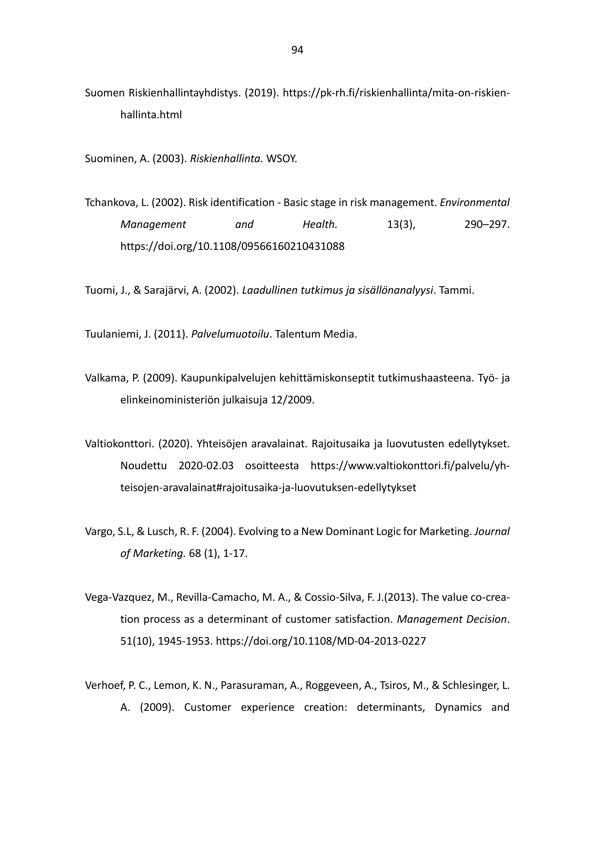 94
Suomen Riskienhallintayhdistys. (2019). https://pk-rh.fi/riskienhallinta/mita-on-riskien-
hallinta.html
Suominen, A. (2003). Riskienhallinta. WSOY.
Tchankova, L. (2002). Risk identification - Basic stage in risk management. Environmental
Management and Health. 13(3), 290–297.
https://doi.org/10.1108/09566160210431088
Tuomi, J., & Sarajärvi, A. (2002). Laadullinen tutkimus ja sisällönanalyysi. Tammi.
Tuulaniemi, J. (2011). Palvelumuotoilu. Talentum Media.
Valkama, P. (2009). Kaupunkipalvelujen kehittämiskonseptit tutkimushaasteena. Työ- ja
elinkeinoministeriön julkaisuja 12/2009.
Valtiokonttori. (2020). Yhteisöjen aravalainat. Rajoitusaika ja luovutusten edellytykset.
Noudettu 2020-02.03 osoitteesta https://www.valtiokonttori.fi/palvelu/yh-
teisojen-aravalainat#rajoitusaika-ja-luovutuksen-edellytykset
Vargo, S.L, & Lusch, R. F. (2004). Evolving to a New Dominant Logic for Marketing. Journal
of Marketing. 68 (1), 1-17.
Vega-Vazquez, M., Revilla-Camacho, M. A., & Cossio-Silva, F. J.(2013). The value co-crea-
tion process as a determinant of customer satisfaction. Management Decision.
51(10), 1945-1953. https://doi.org/10.1108/MD-04-2013-0227
Verhoef, P. C., Lemon, K. N., Parasuraman, A., Roggeveen, A., Tsiros, M., & Schlesinger, L.
A. (2009). Customer experience creation: determinants, Dynamics and